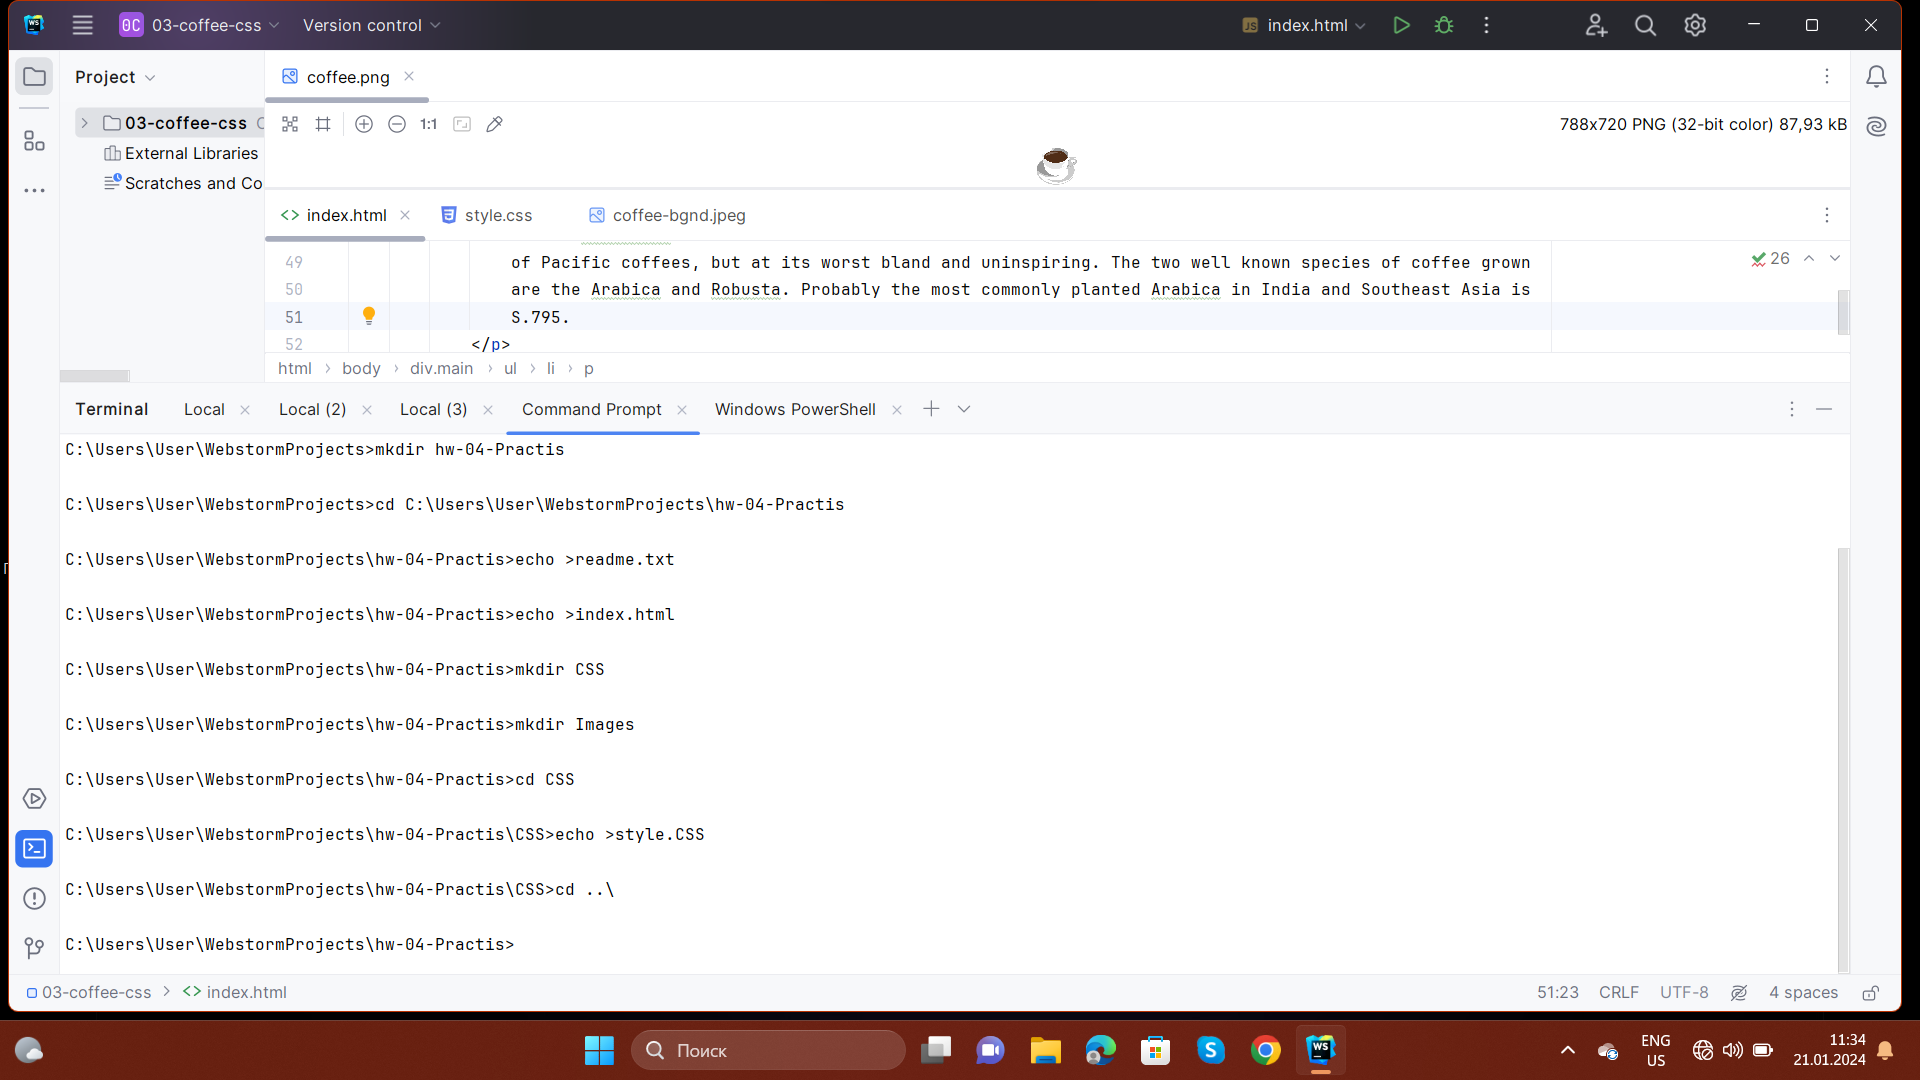 WS
0C 03-coffee-css Version control
JS index.html
Project
coffee.png
03-coffee-css
1:1
788x720 PNG (32-bit color) 87,93 kB
External Libraries
Scratches and Co
index.html style.css coffee-bgnd.jpeg
49 of Pacific coffees, but at its worst bland and uninspiring. The two well known species of coffee grown
26
50 are the Arabica and Robusta. Probably the most commonly planted Arabica in India and Southeast Asia is
51 S.795.
52 </p>
html › body › div.main › ul › li › p
Terminal Local Local (2) Local (3) Command Prompt Windows PowerShell
C:\Users\User\WebstormProjects>mkdir hw-04-Practis
C:\Users\User\WebstormProjects>cd C:\Users\User\WebstormProjects\hw-04-Practis
C:\Users\User\WebstormProjects\hw-04-Practis>echo >readme.txt
C:\Users\User\WebstormProjects\hw-04-Practis>echo >index.html
C:\Users\User\WebstormProjects\hw-04-Practis>mkdir CSS
C:\Users\User\WebstormProjects\hw-04-Practis>mkdir Images
C:\Users\User\WebstormProjects\hw-04-Practis>cd CSS
C:\Users\User\WebstormProjects\hw-04-Practis\CSS>echo >style.CSS
C:\Users\User\WebstormProjects\hw-04-Practis\CSS>cd ..\
C:\Users\User\WebstormProjects\hw-04-Practis>
03-coffee-css › <> index.html
51:23 CRLF UTF-8 4 spaces
Поиск
WS
ENG
US
11:34
21.01.2024